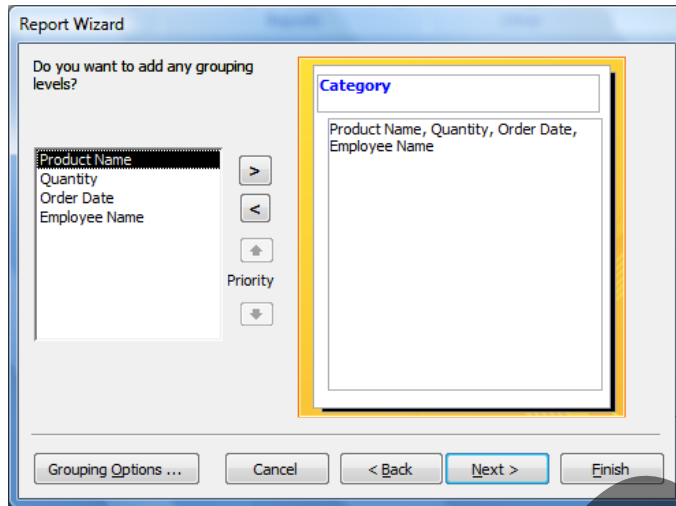 Report Wizard
Do you want to add any grouping
levels?
Product Name
Quantity
Order Date
Employee Name
>
<
Priority
Category
Product Name, Quantity, Order Date,
Employee Name
Grouping Options ...
Cancel
< Back
Next >
Finish